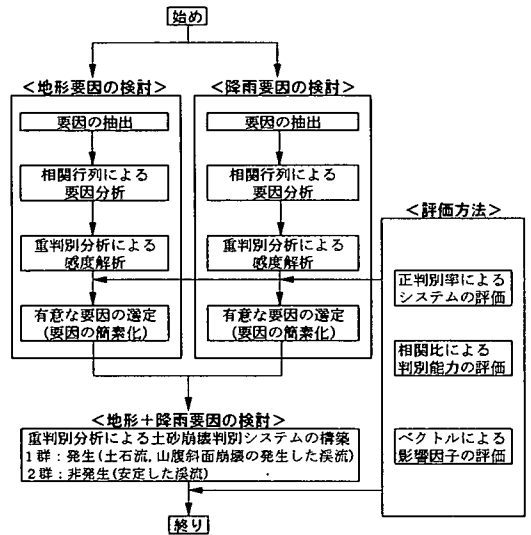 始め
<地形要因の検討>
要因の抽出
相関行列による
要因分析
重判別分析による
感度解析
有意な要因の選定
(要因の簡素化)
<降雨要因の検討>
要因の抽出
相関行列による
要因分析
重判別分析による
感度解析
有意な要因の選定
(要因の簡素化)
<評価方法>
正判別率による
システムの評価
相関比による
判別能力の評価
ベクトルによる
影響因子の評価
<地形+降雨要因の検討>
重判別分析による土砂崩壊判別システムの構築
1群:発生(土石流,山腹斜面崩壊の発生した渓流)
2群:非発生(安定した渓流)
終り